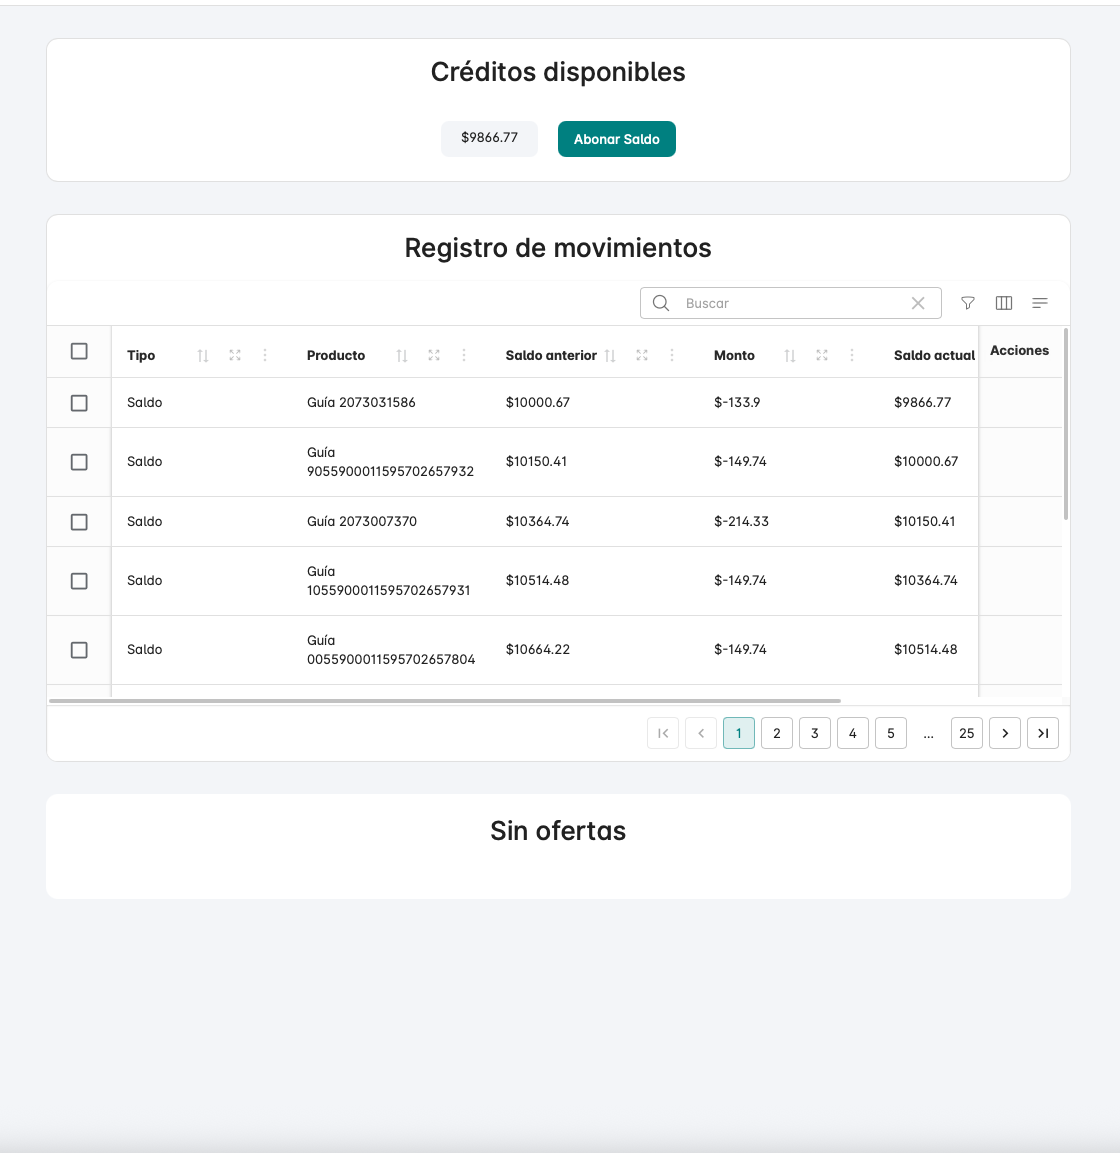 Créditos disponibles
$9866.77 Abonar Saldo
Registro de movimientos
Buscar
Tipo Producto Saldo anterior Monto Saldo actual Acciones
Saldo Guía 2073031586 $10000.67 $-133.9 $9866.77
Saldo Guía 9055900011595702657932 $10150.41 $-149.74 $10000.67
Saldo Guía 2073007370 $10364.74 $-214.33 $10150.41
Saldo Guía 1055900011595702657931 $10514.48 $-149.74 $10364.74
Saldo Guía 0055900011595702657804 $10664.22 $-149.74 $10514.48
1 2 3 4 5 ... 25
Sin ofertas